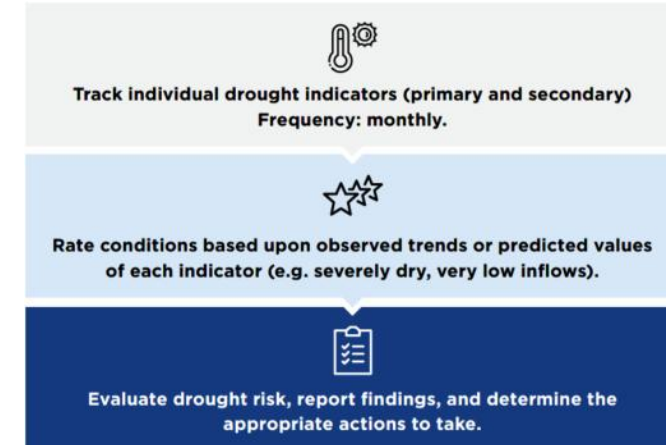 Track individual drought indicators (primary and secondary)
Frequency: monthly.
Rate conditions based upon observed trends or predicted values
of each indicator (e.g. severely dry, very low inflows).
Evaluate drought risk, report findings, and determine the
appropriate actions to take.